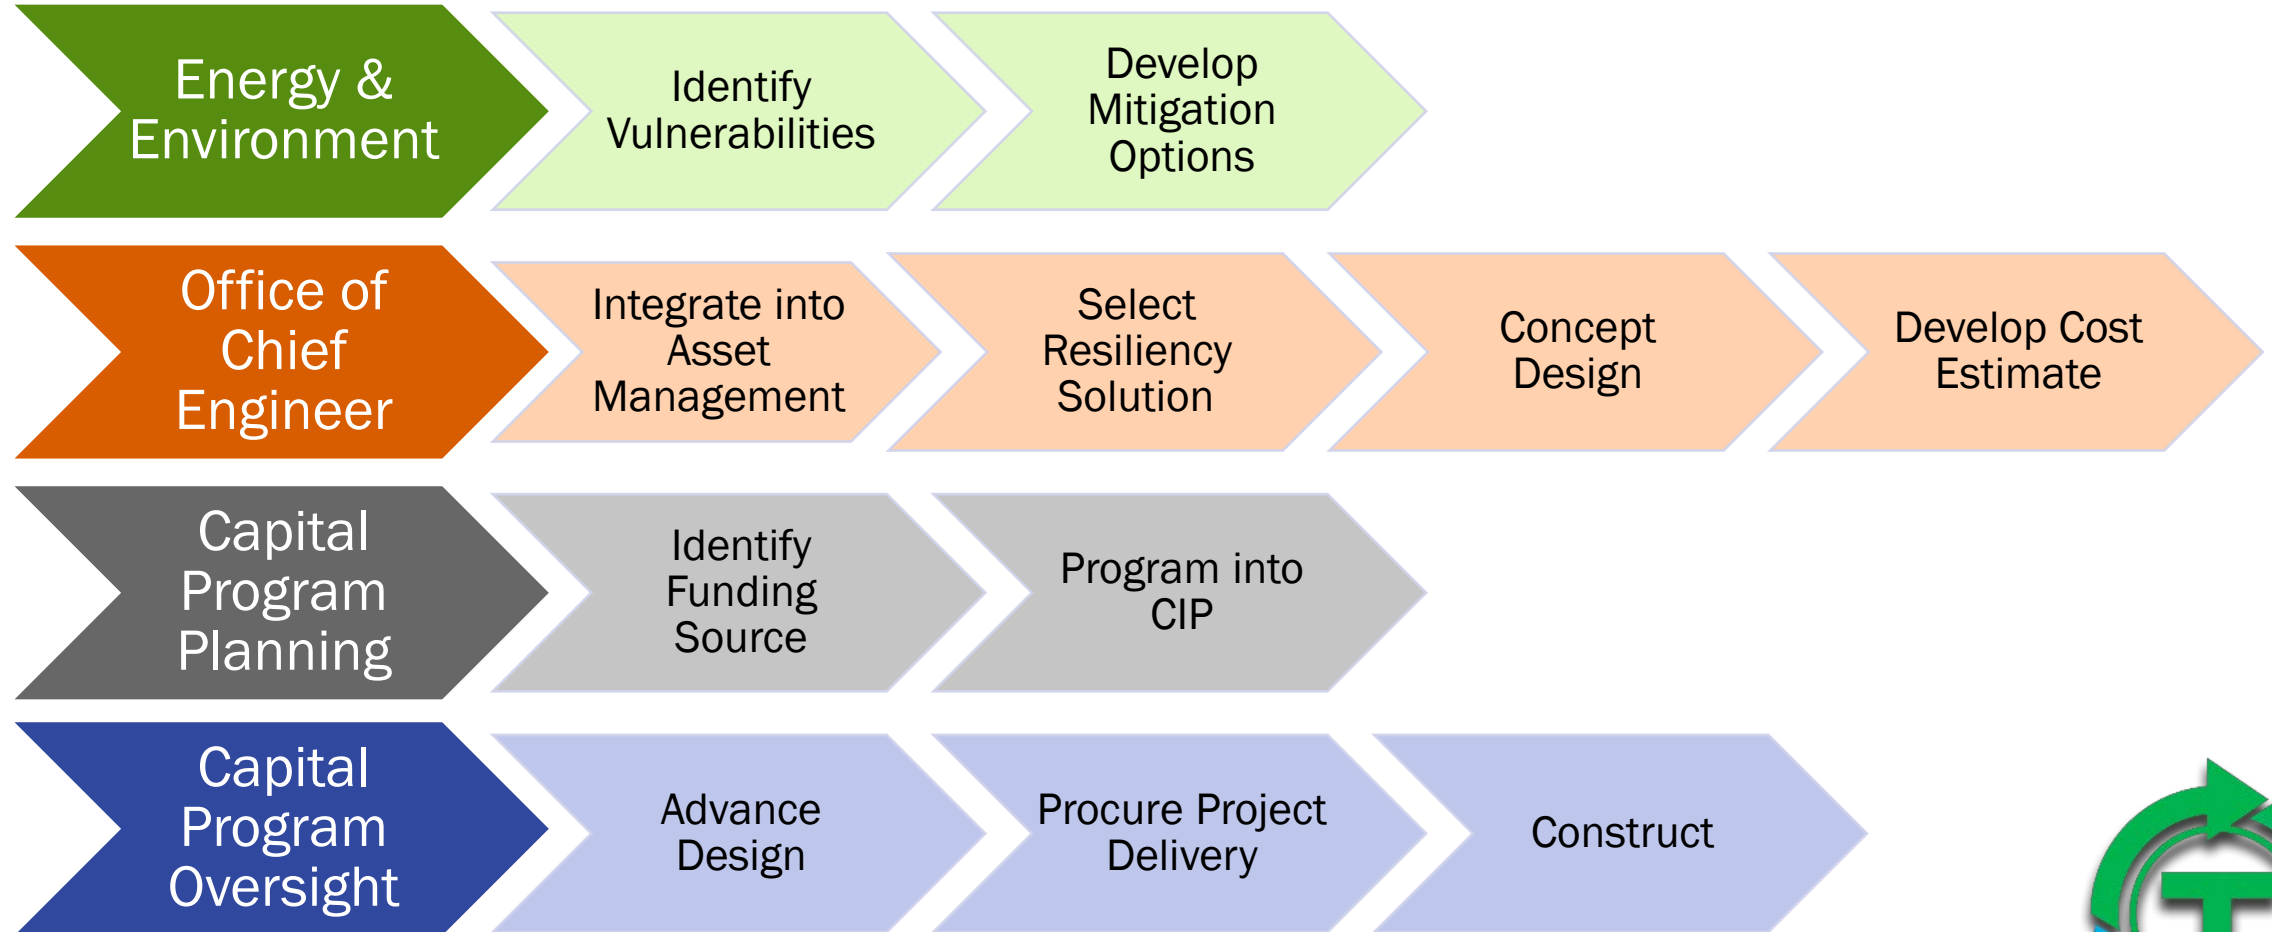 Energy &
Environment
Identify
Vulnerabilities
Develop
Mitigation
Options
Office of
Chief
Engineer
Integrate into
Asset
Management
Select
Resiliency
Solution
Concept
Design
Develop Cost
Estimate
Capital
Program
Planning
Identify
Funding
Source
Program into
CIP
Capital
Program
Oversight
Advance
Design
Procure Project
Delivery
Construct
T